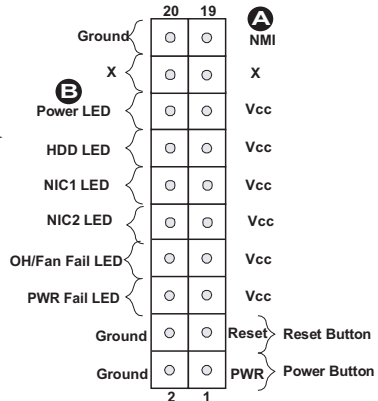 20 19
A
Ground NMI
X X
B
Power LED Vcc
HDD LED Vcc
NIC1 LED Vcc
NIC2 LED Vcc
OH/Fan Fail LED Vcc
PWR Fail LED Vcc
Ground Reset Reset Button
Ground PWR Power Button
2 1